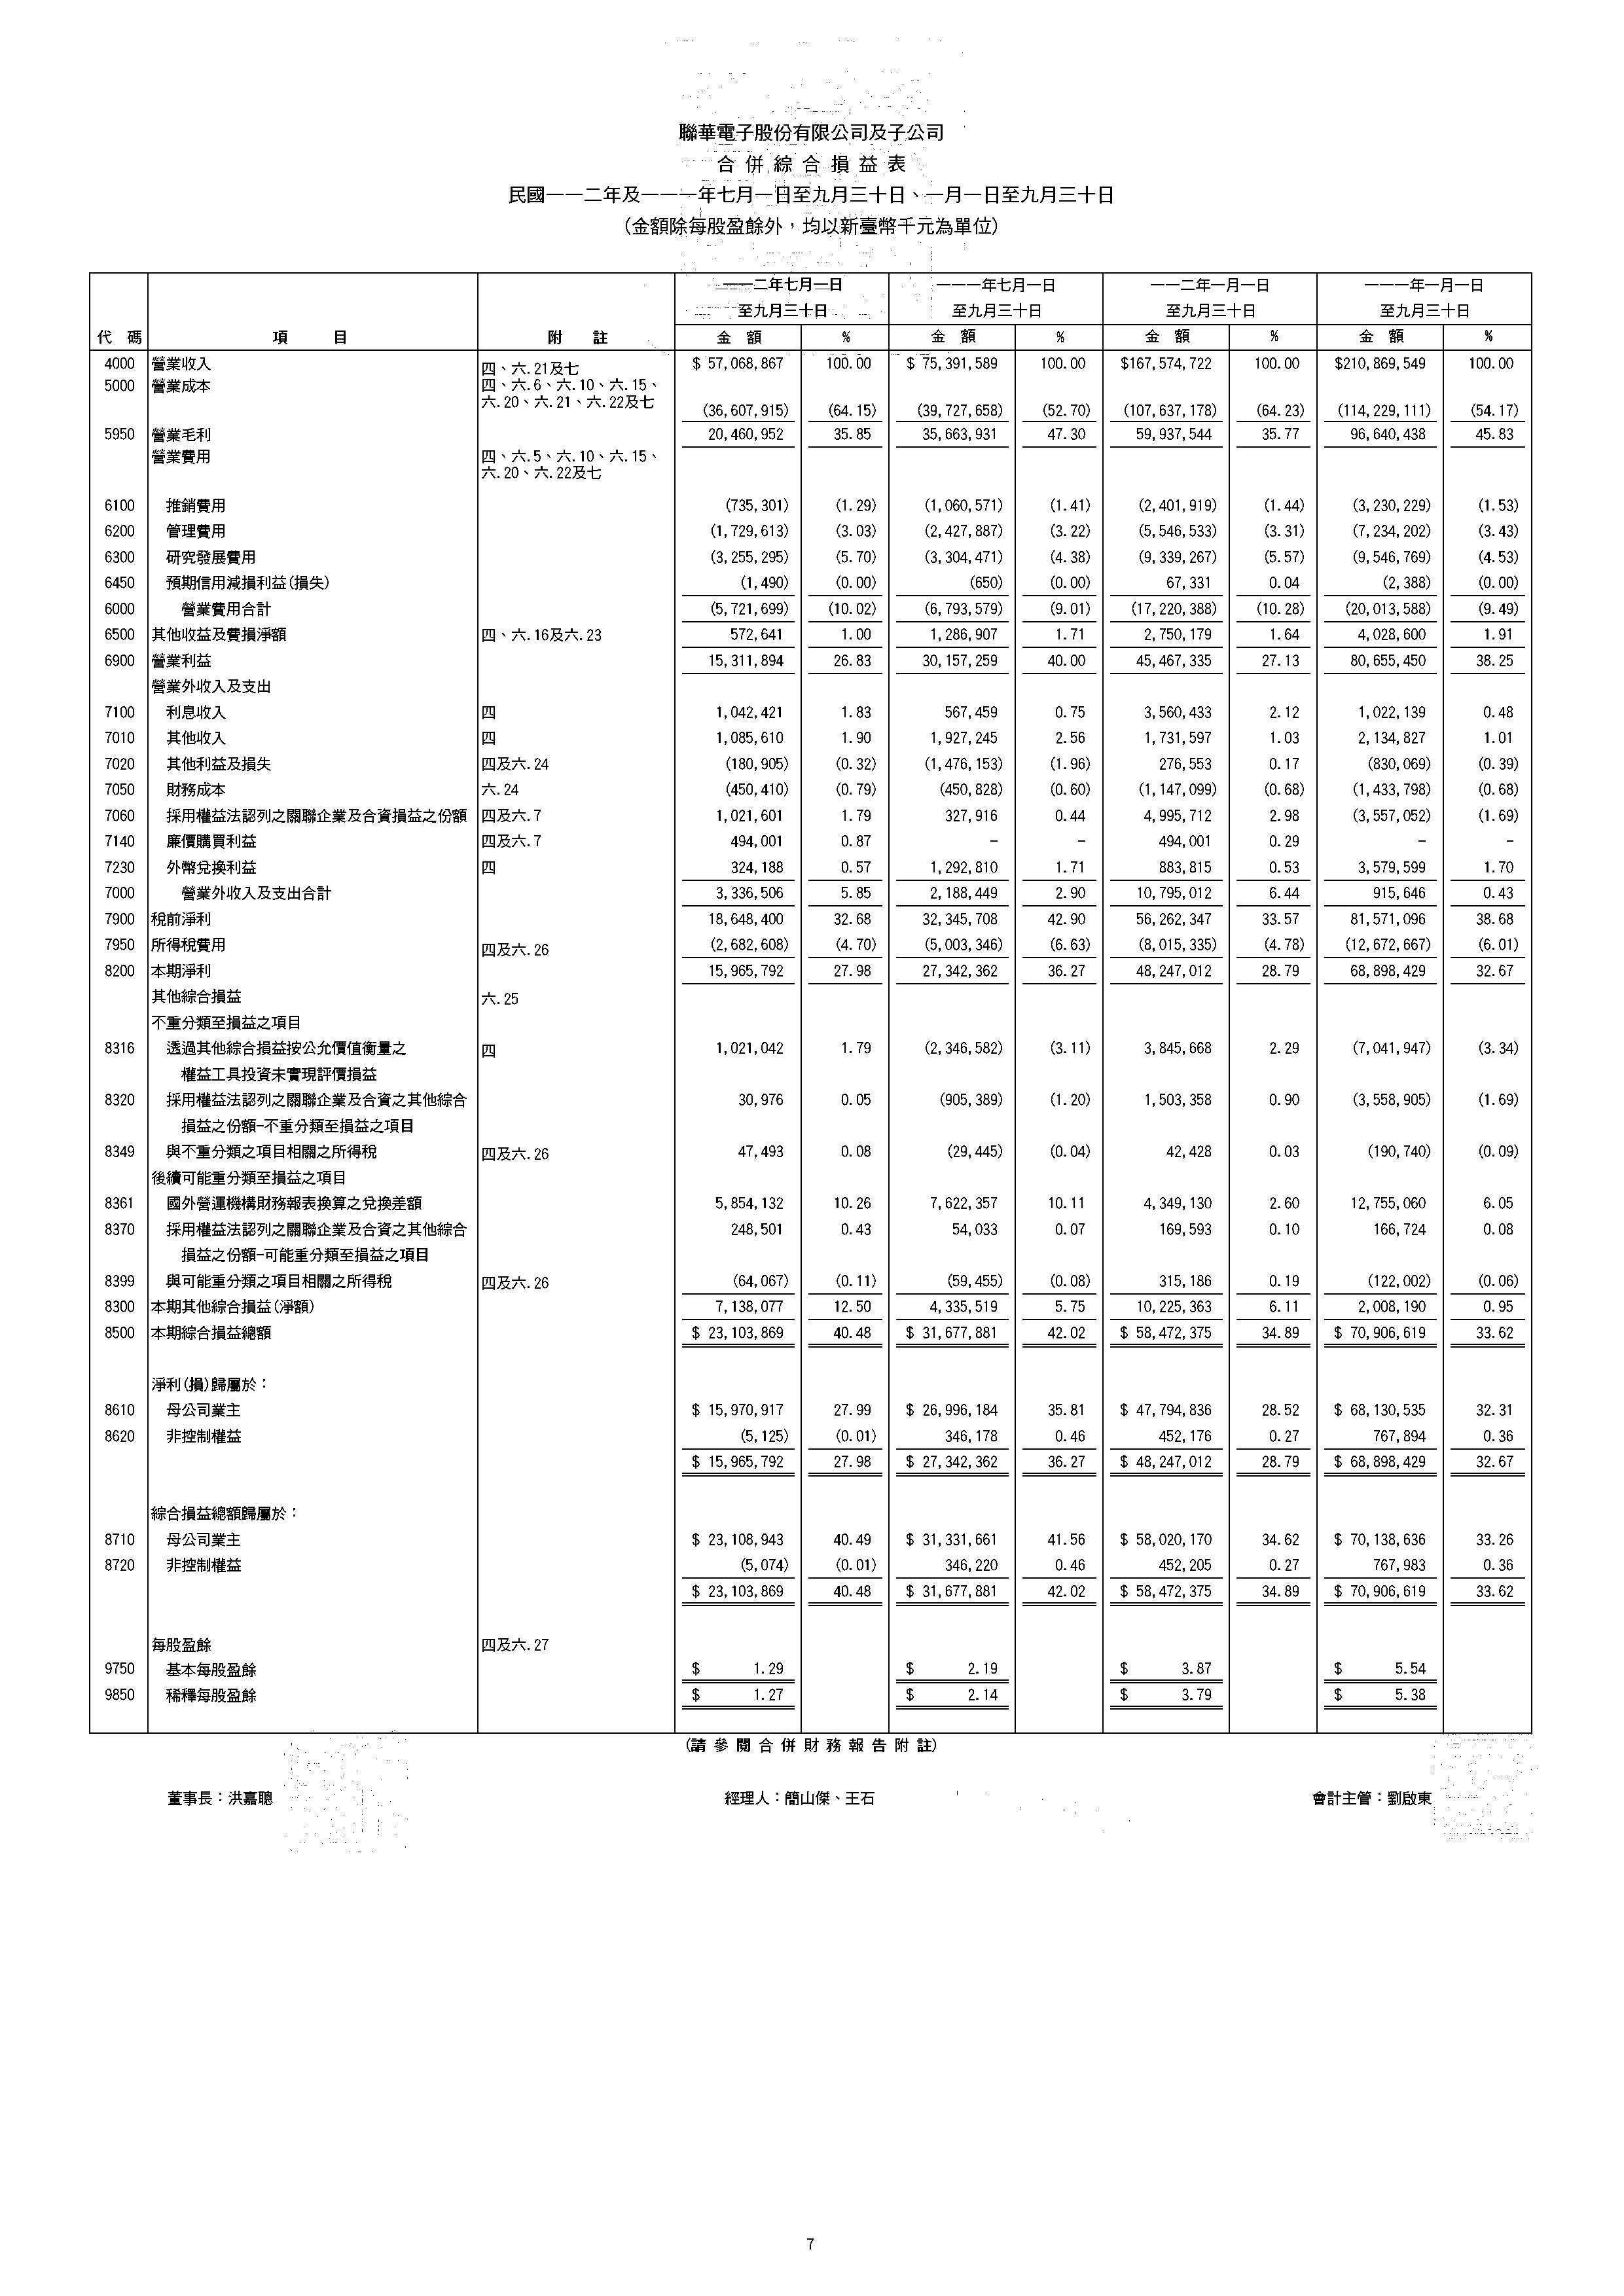 聯華電子股份有限公司及子公司
合併綜合損益表
民國一一二年及一一一年七月一日至九月三十日、一月一日至九月三十日
(金額除每股盈餘外，均以新臺幣千元為單位)
一一二年七月一日 一一一年七月一日 一一二年一月一日 一一一年一月一日
至九月三十日 至九月三十日 至九月三十日 至九月三十日
代 碼 項 目 附 註 金 額 % 金 額 % 金 額 % 金 額 %
4000 營業收入 四、六.21及七 $ 57,068,867 100.00 $ 75,391,589 100.00 $167,574,722 100.00 $210,869,549 100.00
5000 營業成本 四、六.6、六.10、六.15、
六.20、六.21、六.22及七 (36,607,915) (64.15) (39,727,658) (52.70) (107,637,178) (64.23) (114,229,111) (54.17)
5950 營業毛利 20,460,952 35.85 35,663,931 47.30 59,937,544 35.77 96,640,438 45.83
營業費用 四、六.5、六.10、六.15、
六.20、六.22及七
6100 推銷費用 (735,301) (1.29) (1,060,571) (1.41) (2,401,919) (1.44) (3,230,229) (1.53)
6200 管理費用 (1,729,613) (3.03) (2,427,887) (3.22) (5,546,533) (3.31) (7,234,202) (3.43)
6300 研究發展費用 (3,255,295) (5.70) (3,304,471) (4.38) (9,339,267) (5.57) (9,546,769) (4.53)
6450 預期信用減損利益(損失) (1,490) (0.00) (650) (0.00) 67,331 0.04 (2,388) (0.00)
6000 營業費用合計 (5,721,699) (10.02) (6,793,579) (9.01) (17,220,388) (10.28) (20,013,588) (9.49)
6500 其他收益及費損淨額 四、六.16及六.23 572,641 1.00 1,286,907 1.71 2,750,179 1.64 4,028,600 1.91
6900 營業利益 15,311,894 26.83 30,157,259 40.00 45,467,335 27.13 80,655,450 38.25
營業外收入及支出
7100 利息收入 四 1,042,421 1.83 567,459 0.75 3,560,433 2.12 1,022,139 0.48
7010 其他收入 四 1,085,610 1.90 1,927,245 2.56 1,731,597 1.03 2,134,827 1.01
7020 其他利益及損失 四及六.24 (180,905) (0.32) (1,476,153) (1.96) 276,553 0.17 (830,069) (0.39)
7050 財務成本 六.24 (450,410) (0.79) (450,828) (0.60) (1,147,099) (0.68) (1,433,798) (0.68)
7060 採用權益法認列之關聯企業及合資損益之份額 四及六.7 1,021,601 1.79 327,916 0.44 4,995,712 2.98 (3,557,052) (1.69)
7140 廉價購買利益 四及六.7 494,001 0.87 - - 494,001 0.29 - -
7230 外幣兌換利益 四 324,188 0.57 1,292,810 1.71 883,815 0.53 3,579,599 1.70
7000 營業外收入及支出合計 3,336,506 5.85 2,188,449 2.90 10,795,012 6.44 915,646 0.43
7900 稅前淨利 18,648,400 32.68 32,345,708 42.90 56,262,347 33.57 81,571,096 38.68
7950 所得稅費用 四及六.26 (2,682,608) (4.70) (5,003,346) (6.63) (8,015,335) (4.78) (12,672,667) (6.01)
8200 本期淨利 15,965,792 27.98 27,342,362 36.27 48,247,012 28.79 68,898,429 32.67
其他綜合損益 六.25
不重分類至損益之項目
8316 透過其他綜合損益按公允價值衡量之 四 1,021,042 1.79 (2,346,582) (3.11) 3,845,668 2.29 (7,041,947) (3.34)
權益工具投資未實現評價損益
8320 採用權益法認列之關聯企業及合資之其他綜合 30,976 0.05 (905,389) (1.20) 1,503,358 0.90 (3,558,905) (1.69)
損益之份額-不重分類至損益之項目
8349 與不重分類之項目相關之所得稅 四及六.26 47,493 0.08 (29,445) (0.04) 42,428 0.03 (190,740) (0.09)
後續可能重分類至損益之項目
8361 國外營運機構財務報表換算之兌換差額 5,854,132 10.26 7,622,357 10.11 4,349,130 2.60 12,755,060 6.05
8370 採用權益法認列之關聯企業及合資之其他綜合 248,501 0.43 54,033 0.07 169,593 0.10 166,724 0.08
損益之份額-可能重分類至損益之項目
8399 與可能重分類之項目相關之所得稅 四及六.26 (64,067) (0.11) (59,455) (0.08) 315,186 0.19 (122,002) (0.06)
8300 本期其他綜合損益(淨額) 7,138,077 12.50 4,335,519 5.75 10,225,363 6.11 2,008,190 0.95
8500 本期綜合損益總額 $ 23,103,869 40.48 $ 31,677,881 42.02 $ 58,472,375 34.89 $ 70,906,619 33.62
淨利(損)歸屬於：
8610 母公司業主 $ 15,970,917 27.99 $ 26,996,184 35.81 $ 47,794,836 28.52 $ 68,130,535 32.31
8620 非控制權益 (5,125) (0.01) 346,178 0.46 452,176 0.27 767,894 0.36
$ 15,965,792 27.98 $ 27,342,362 36.27 $ 48,247,012 28.79 $ 68,898,429 32.67
綜合損益總額歸屬於：
8710 母公司業主 $ 23,108,943 40.49 $ 31,331,661 41.56 $ 58,020,170 34.62 $ 70,138,636 33.26
8720 非控制權益 (5,074) (0.01) 346,220 0.46 452,205 0.27 767,983 0.36
$ 23,103,869 40.48 $ 31,677,881 42.02 $ 58,472,375 34.89 $ 70,906,619 33.62
每股盈餘 四及六.27
9750 基本每股盈餘 $ 1.29 $ 2.19 $ 3.87 $ 5.54
9850 稀釋每股盈餘 $ 1.27 $ 2.14 $ 3.79 $ 5.38
(請參閱合併財務報告附註)
董事長：洪嘉聰 經理人：簡山傑、王石 會計主管：劉啟東
7